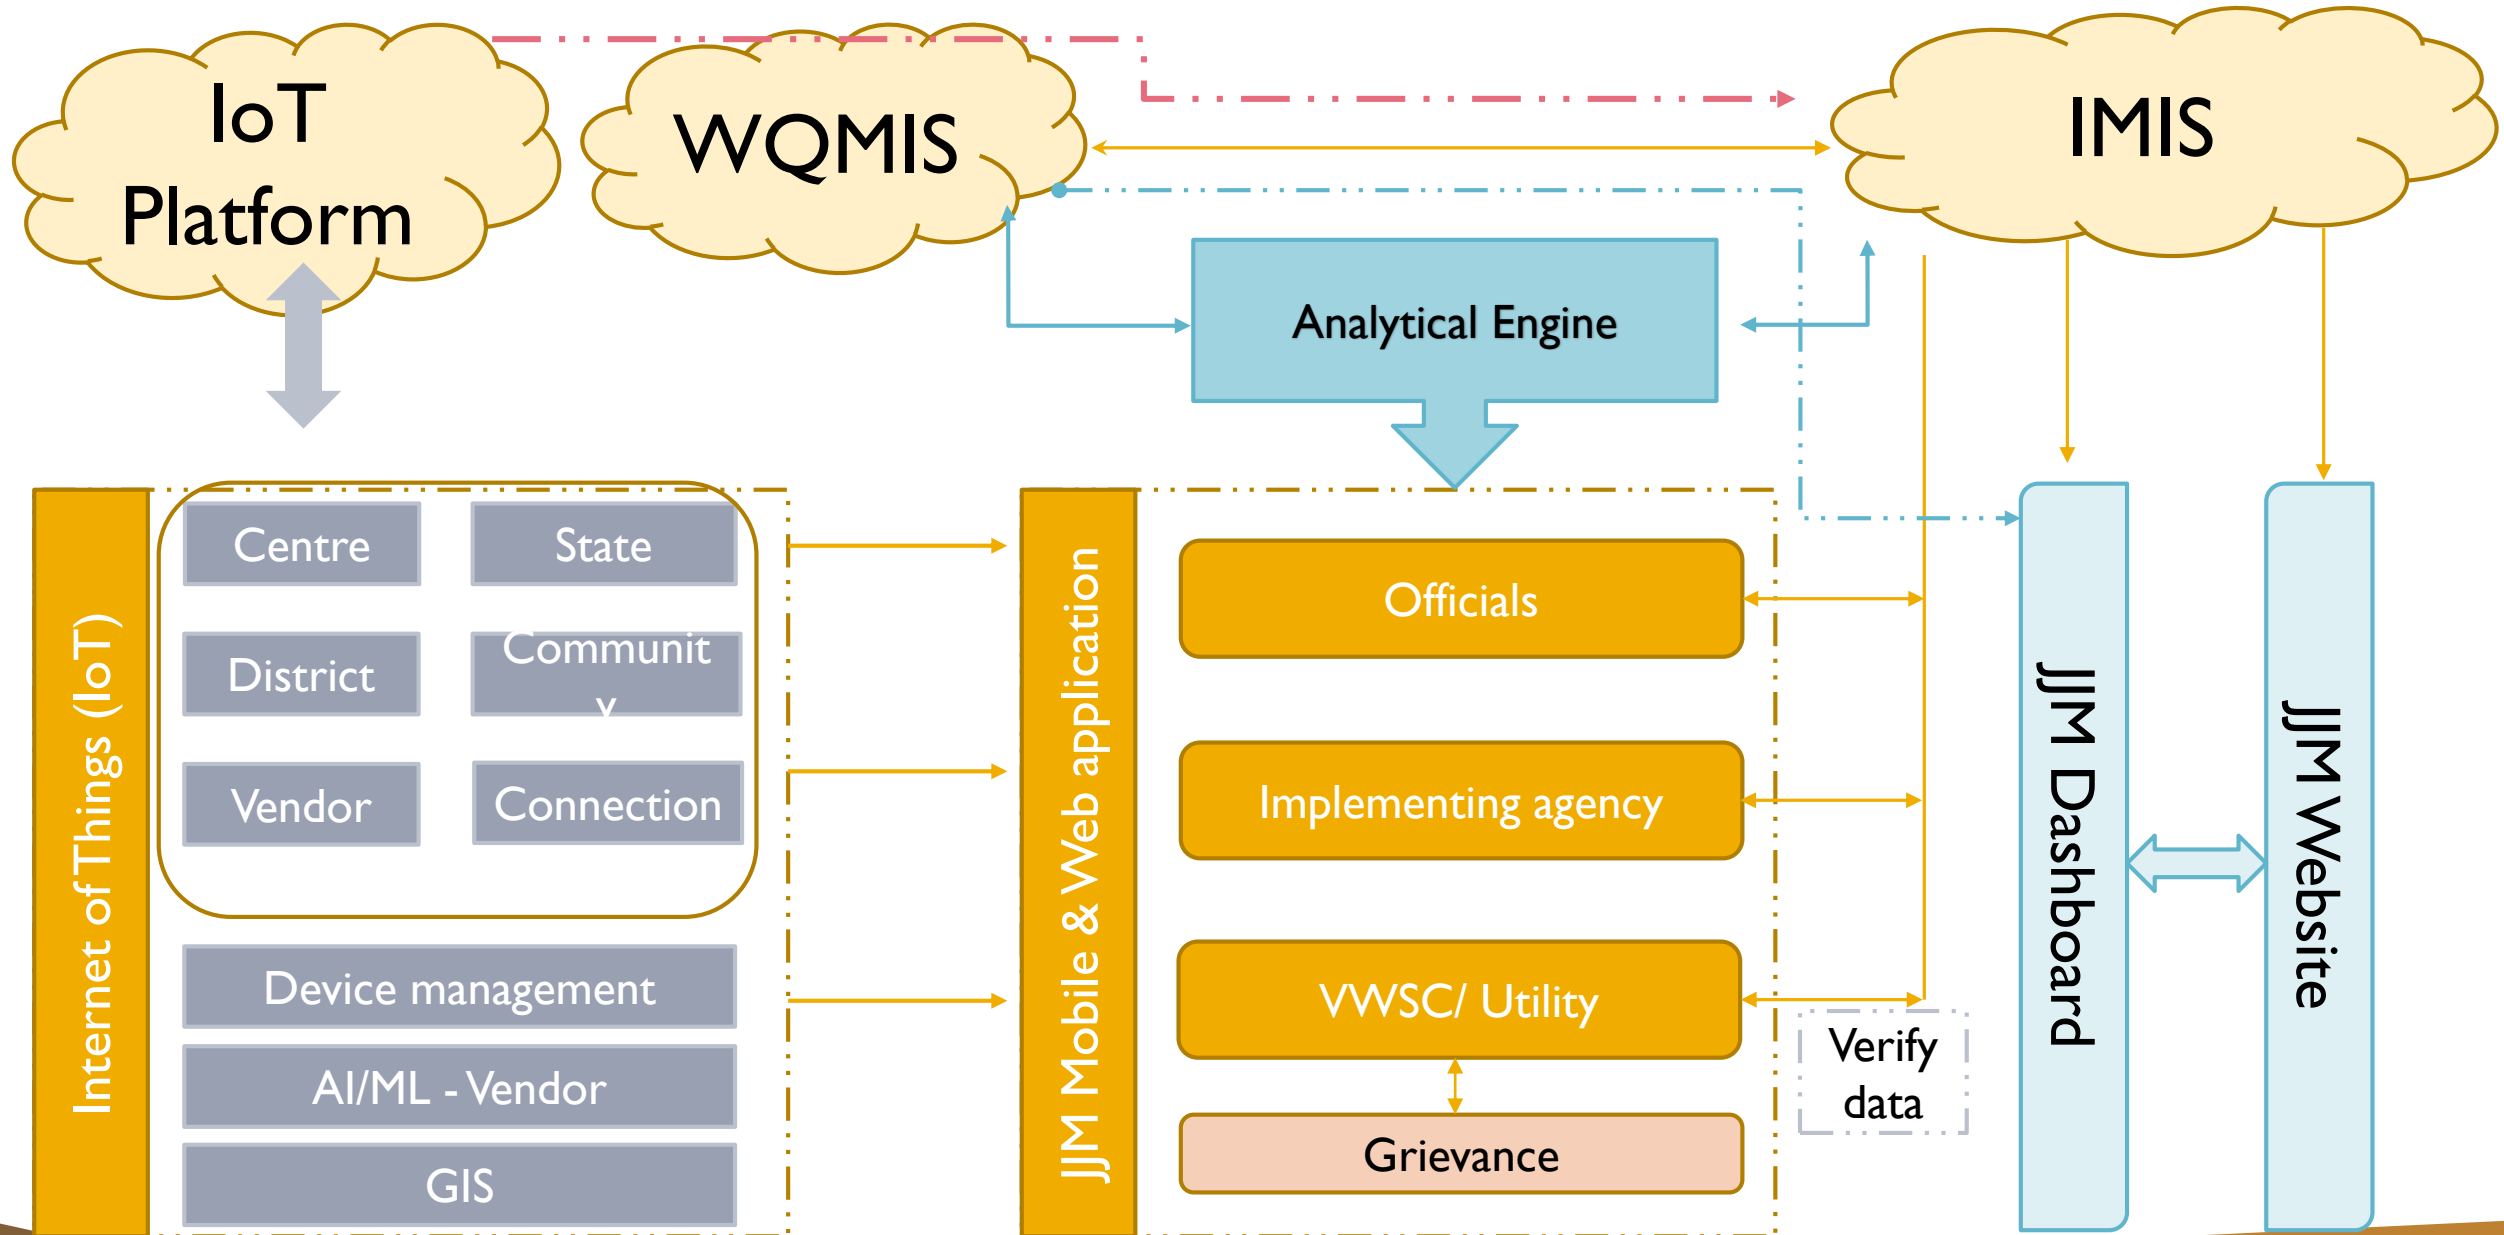 IoT
Platform
WQMIS
IMIS
Analytical Engine
Internet of Things (IoT)
Centre
State
District
Communit
y
Vendor
Connection
Device management
AI/ML - Vendor
GIS
JJM Mobile & Web application
Officials
Implementing agency
VWSC/ Utility
Grievance
Verify
data
JJM Dashboard
JJM Website